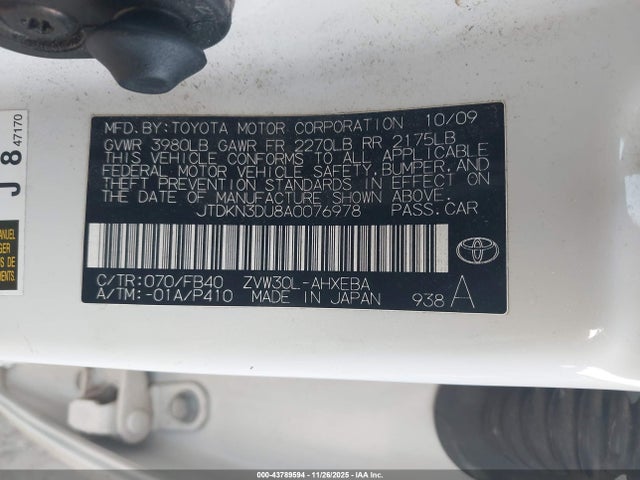 MFD. BY: TOYOTA MOTOR CORPORATION 10/09
GVWR 3980LB GAWR FR 2270LB RR 2175LB
THIS VEHICLE CONFORMS TO ALL APPLICABLE
FEDERAL MOTOR VEHICLE SAFETY, BUMPER, AND
THEFT PREVENTION STANDARDS IN EFFECT ON
THE DATE OF MANUFACTURE SHOWN ABOVE.
JTDKN3DU8A0076978 PASS. CAR
C/TR: 070/FB40 ZVW30L-AHXEBA
A/TM: -01A/P410 MADE IN JAPAN 938 A
J 8 47170
000-43789594 | 11/26/2025 | IAA Inc.